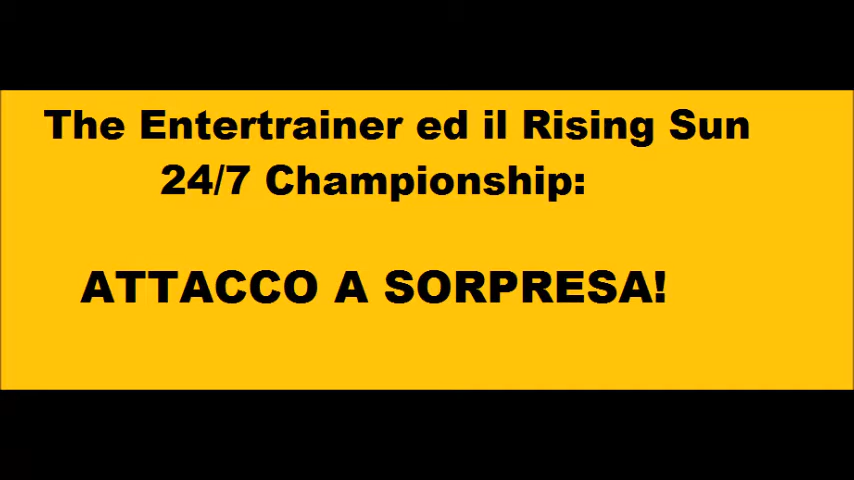 The Entertrainer ed il Rising Sun
24/7 Championship:
ATTACCO A SORPRESA!